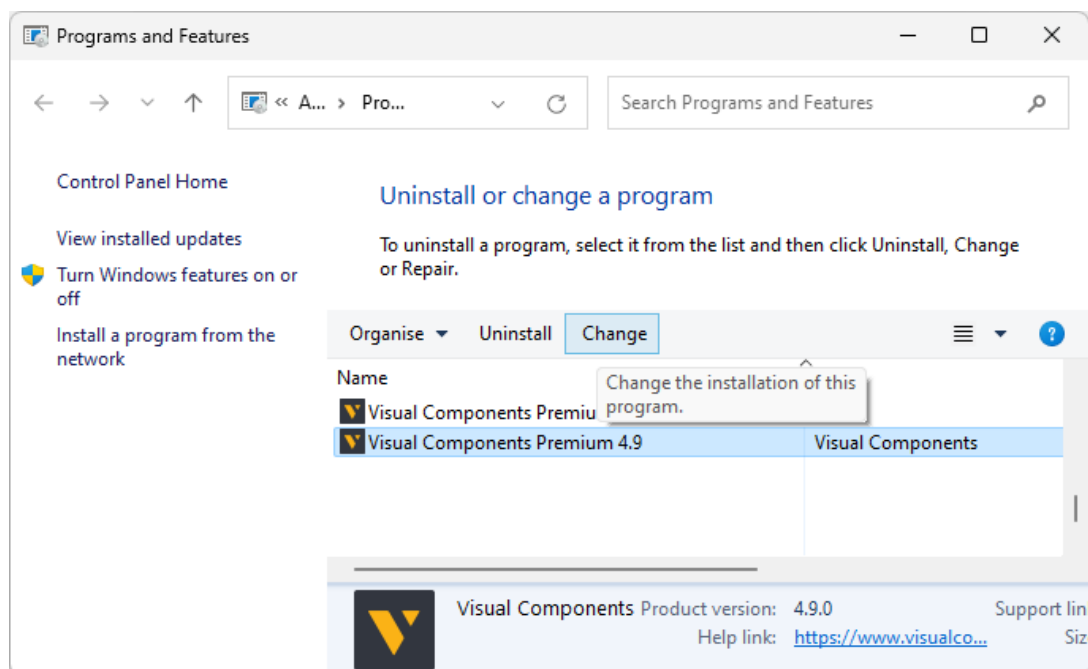 Programs and Features
« A... › Pro...
Search Programs and Features
Control Panel Home
View installed updates
Turn Windows features on or
off
Install a program from the
network
Uninstall or change a program
To uninstall a program, select it from the list and then click Uninstall, Change
or Repair.
Organise Uninstall Change
Name
Change the installation of this
program.
Visual Components Premiu
Visual Components Premium 4.9 Visual Components
Visual Components Product version: 4.9.0 Support lin
Help link: https://www.visualco... Siz